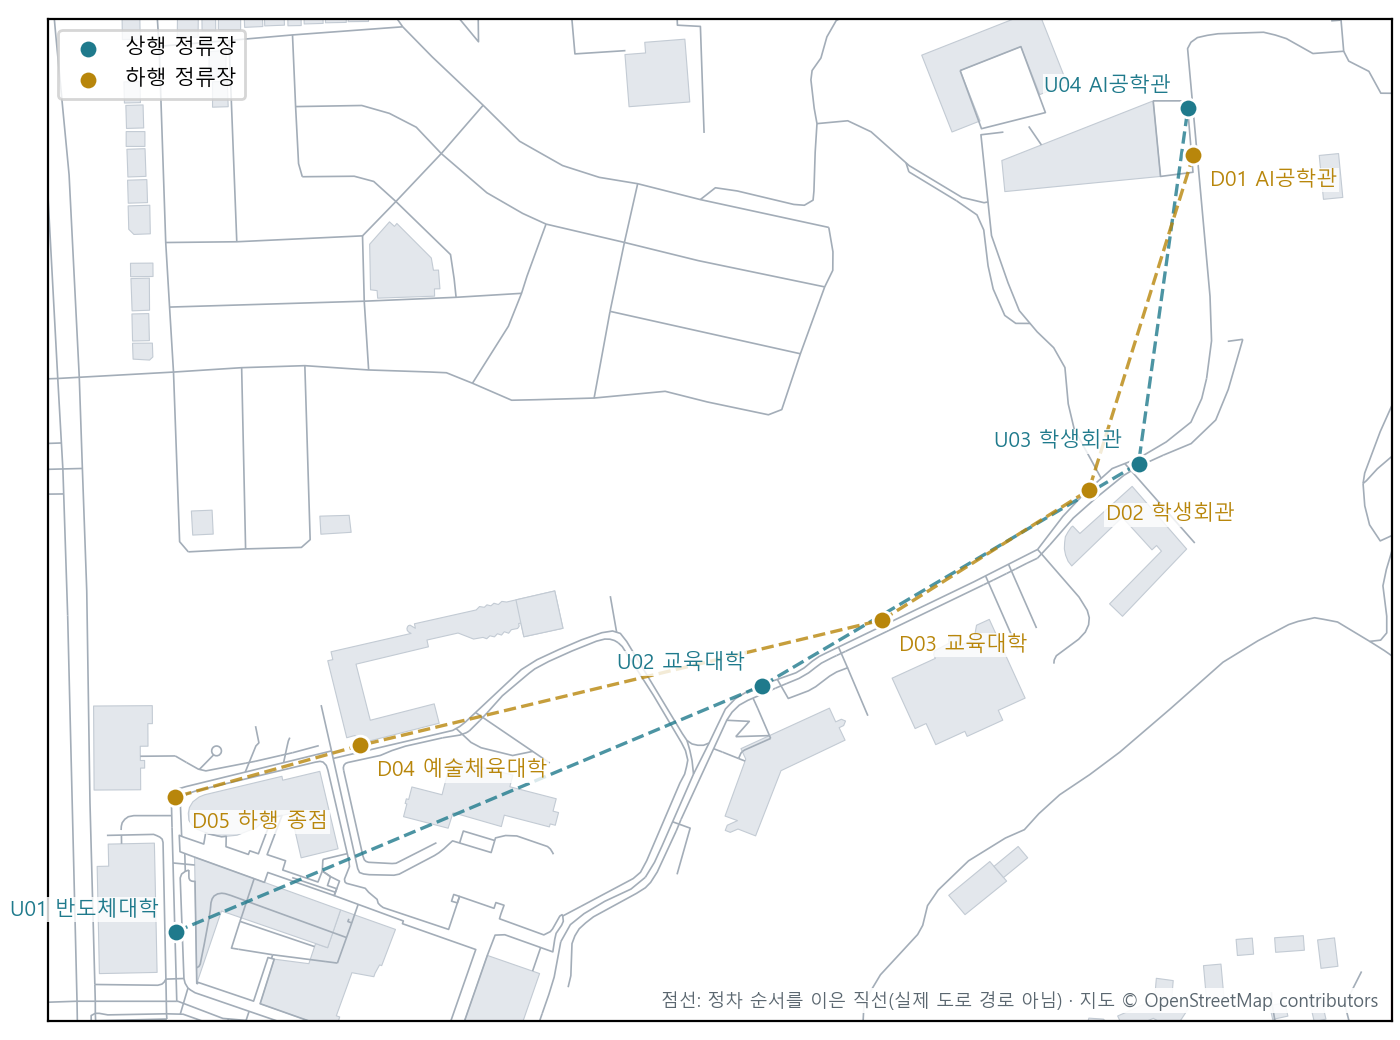 상행 정류장
하행 정류장
U04 AI공학관
D01 AI공학관
U03 학생회관
D02 학생회관
D03 교육대학
U02 교육대학
D04 예술체육대학
D05 하행 종점
U01 반도체대학
점선: 정차 순서를 이은 직선(실제 도로 경로 아님) · 지도 © OpenStreetMap contributors